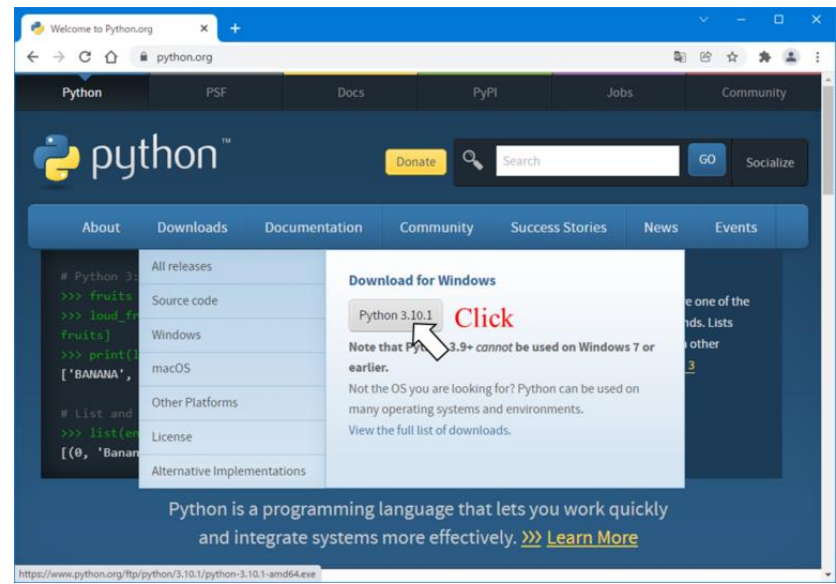 Welcome to Python.org
python.org
Python PSF Docs PyPI Jobs Community
python™
Donate Search GO Socialize
About Downloads Documentation Community Success Stories News Events
# Python 3:
>>> fruits
>>> loud_fr
fruits]
>>> print(l
['BANANA',
# List and
>>> list(en
[(0, 'Banan
All releases
Source code
Windows
macOS
Other Platforms
License
Alternative Implementations
Download for Windows
Python 3.10.1
Click
Note that 3.9+ cannot be used on Windows 7 or
earlier.
Not the OS you are looking for? Python can be used on
many operating systems and environments.
View the full list of downloads.
e one of the
nds. Lists
other
3
Python is a programming language that lets you work quickly
and integrate systems more effectively. >>> Learn More
https://www.python.org/ftp/python/3.10.1/python-3.10.1-amd64.exe